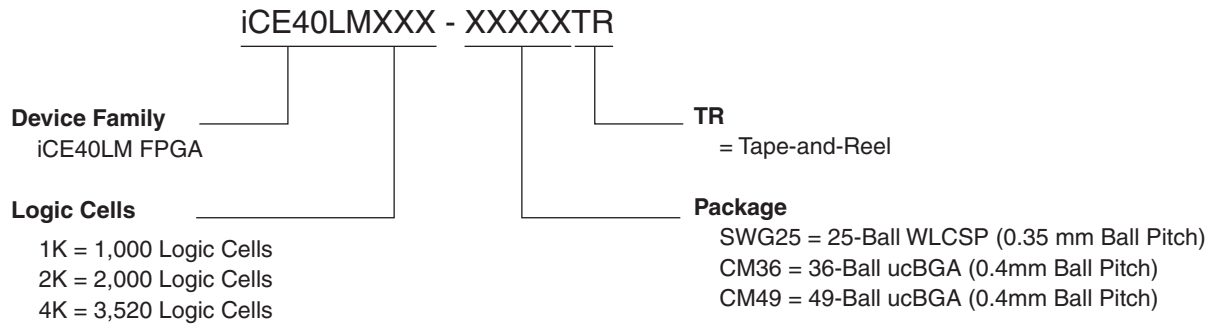 iCE40LMXXX - XXXXXTR
Device Family
iCE40LM FPGA
Logic Cells
1K = 1,000 Logic Cells
2K = 2,000 Logic Cells
4K = 3,520 Logic Cells
TR
= Tape-and-Reel
Package
SWG25 = 25-Ball WLCSP (0.35 mm Ball Pitch)
CM36 = 36-Ball ucBGA (0.4mm Ball Pitch)
CM49 = 49-Ball ucBGA (0.4mm Ball Pitch)